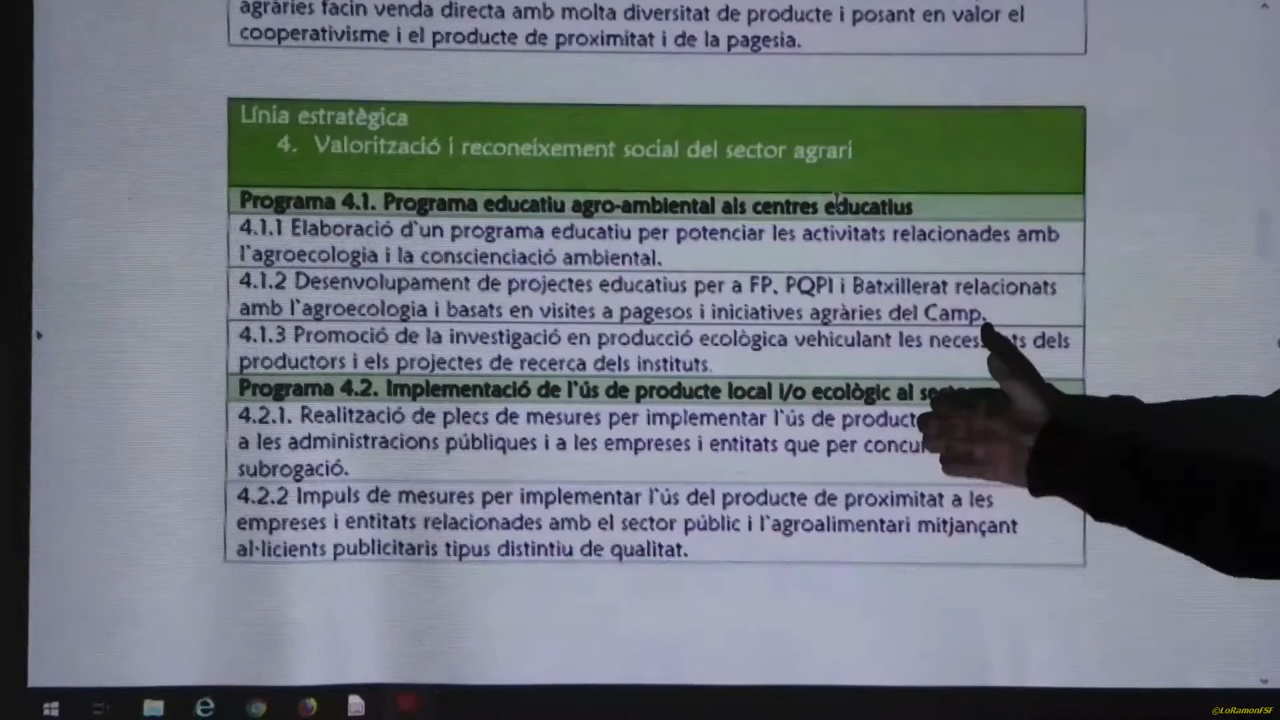 agràries facin venda directa amb molta diversitat de producte i posant en valor el
cooperativisme i el producte de proximitat i de la pagesia.
Línia estratègica
4. Valorització i reconeixement social del sector agrari
Programa 4.1. Programa educatiu agro-ambiental als centres educatius
4.1.1 Elaboració d'un programa educatiu per potenciar les activitats relacionades amb
l'agroecologia i la conscienciació ambiental.
4.1.2 Desenvolupament de projectes educatius per a FP, PQPI i Batxillerat relacionats
amb l'agroecologia i basats en visites a pagesos i iniciatives agràries del Camp.
4.1.3 Promoció de la investigació en producció ecològica vehiculant les dels
productors i els projectes de recerca dels instituts.
Programa 4.2. Implementació de l'ús de producte local i/o ecològic al
4.2.1. Realització de plecs de mesures per implementar l'ús de
a les administracions públiques i a les empreses i entitats que per
subrogació.
4.2.2 Impuls de mesures per implementar l'ús del producte de proximitat a les
empreses i entitats relacionades amb el sector públic i l'agroalimentari mitjançant
al·licients publicitaris tipus distintiu de qualitat.
©LoRamonFSF